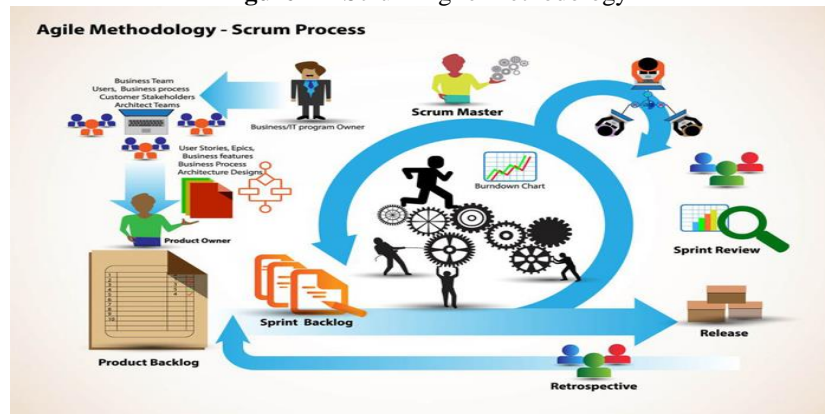 Agile Methodology - Scrum Process
Business Team
Users, Business process
Customer Stakeholders
Architect Teams
Business/IT program Owner
Scrum Master
User Stories, Epics,
Business features
Business Process
Architecture Designs
Burndown Chart
Product Owner
Sprint Review
Sprint Backlog
Release
Product Backlog
Retrospective